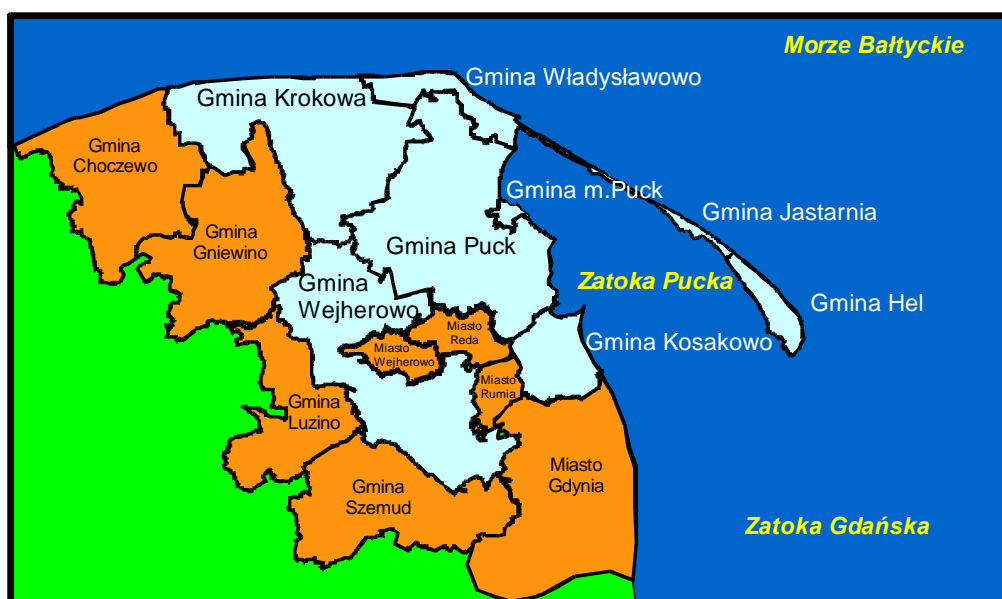 Morze Bałtyckie
Gmina Władysławowo
Gmina Krokowa
Gmina
Choczewo
Gmina m.Puck
Gmina Jastarnia
Gmina
Gniewino
Gmina Puck
Zatoka Pucka
Gmina
Wejherowo
Gmina Hel
Miasto
Reda
Gmina Kosakowo
Miasto
Wejherowo
Miasto
Rumia
Gmina
Luzino
Miasto
Gdynia
Gmina
Szemud
Zatoka Gdańska